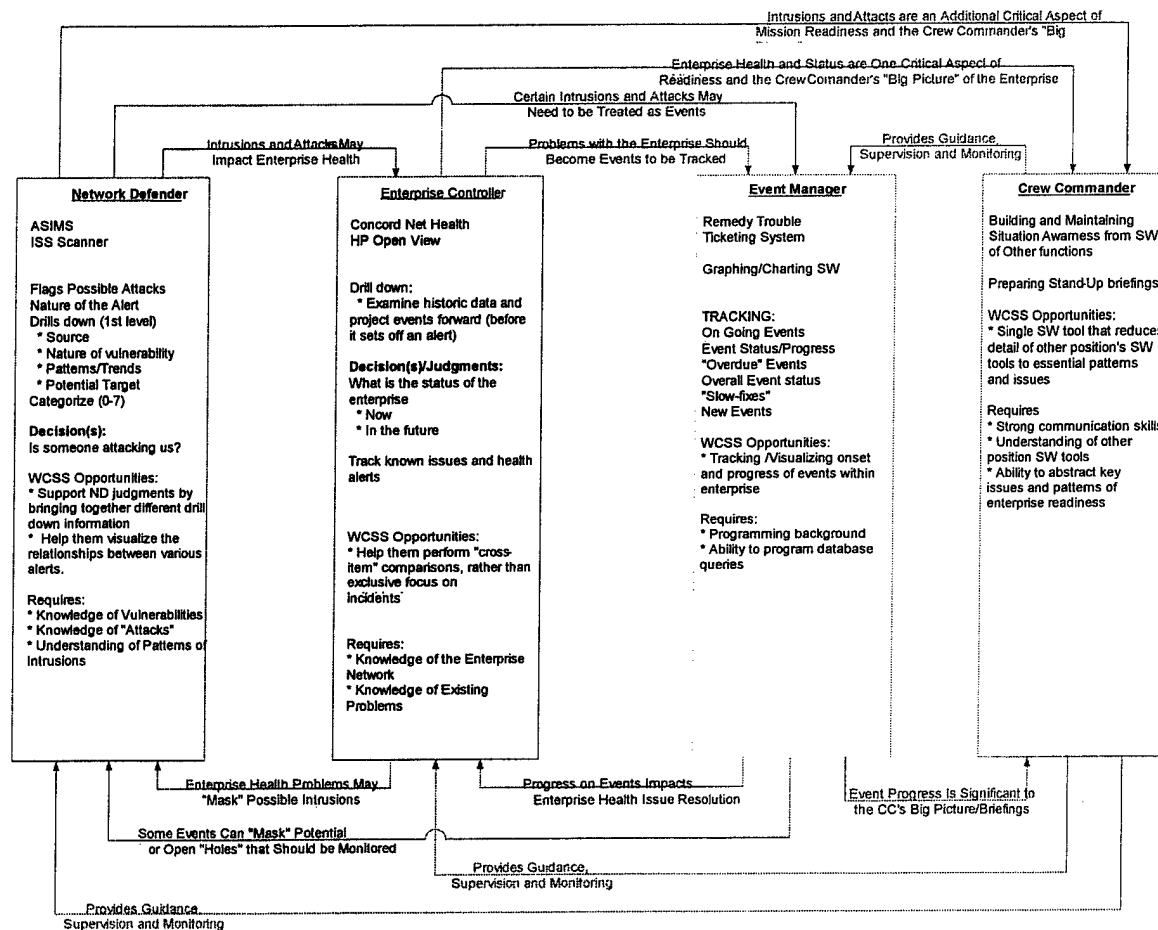 Intrusions and Attacts are an Additional Critical Aspect of
Mission Readiness and the Crew Commander's "Big
Enterprise Health and Status are One Critical Aspect of
Readiness and the Crew Comander's "Big Picture" of the Enterprise
Certain Intrusions and Attacks May
Need to be Treated as Events
Intrusions and Attacks May
Impact Enterprise Health
Problems with the Enterprise Should
Become Events to be Tracked
Provides Guidance,
Supervision and Monitoring
Network Defender
ASIMS
ISS Scanner
Flags Possible Attacks
Nature of the Alert
Drills down (1st level)
* Source
* Nature of vulnerability
* Patterns/Trends
* Potential Target
Categorize (0-7)
Decision(s):
Is someone attacking us?
WCSS Opportunities:
* Support ND judgments by
bringing together different drill
down information
* Help them visualize the
relationships between various
alerts.
Requires:
* Knowledge of Vulnerabilities
* Knowledge of "Attacks"
* Understanding of Patterns of
Intrusions
Enterprise Controller
Concord Net Health
HP Open View
Drill down:
* Examine historic data and
project events forward (before
it sets off an alert)
Decision(s)/Judgments:
What is the status of the
enterprise
* Now
* In the future
Track known issues and health
alerts
WCSS Opportunities:
* Help them perform "cross-
item" comparisons, rather than
exclusive focus on
incidents
Requires:
* Knowledge of the Enterprise
Network
* Knowledge of Existing
Problems
Event Manager
Remedy Trouble
Ticketing System
Graphing/Charting SW
TRACKING:
On Going Events
Event Status/Progress
"Overdue" Events
Overall Event status
"Slow-fixes"
New Events
WCSS Opportunities:
* Tracking /Visualizing onset
and progress of events within
enterprise
Requires:
* Programming background
* Ability to program database
queries
Crew Commander
Building and Maintaining
Situation Awarness from SW
of Other functions
Preparing Stand-Up briefings
WCSS Opportunities:
* Single SW tool that reduces
detail of other position's SW
tools to essential patterns
and issues
Requires
* Strong communication skills
* Understanding of other
position SW tools
* Ability to abstract key
issues and patterns of
enterprise readiness
Enterprise Health Problems May
"Mask" Possible Intrusions
Progress on Events Impacts
Enterprise Health Issue Resolution
Event Progress Is Significant to
the CC's Big Picture/Briefings
Some Events Can "Mask" Potential
or Open "Holes" that Should be Monitored
Provides Guidance,
Supervision and Monitoring
Provides Guidance,
Supervision and Monitoring